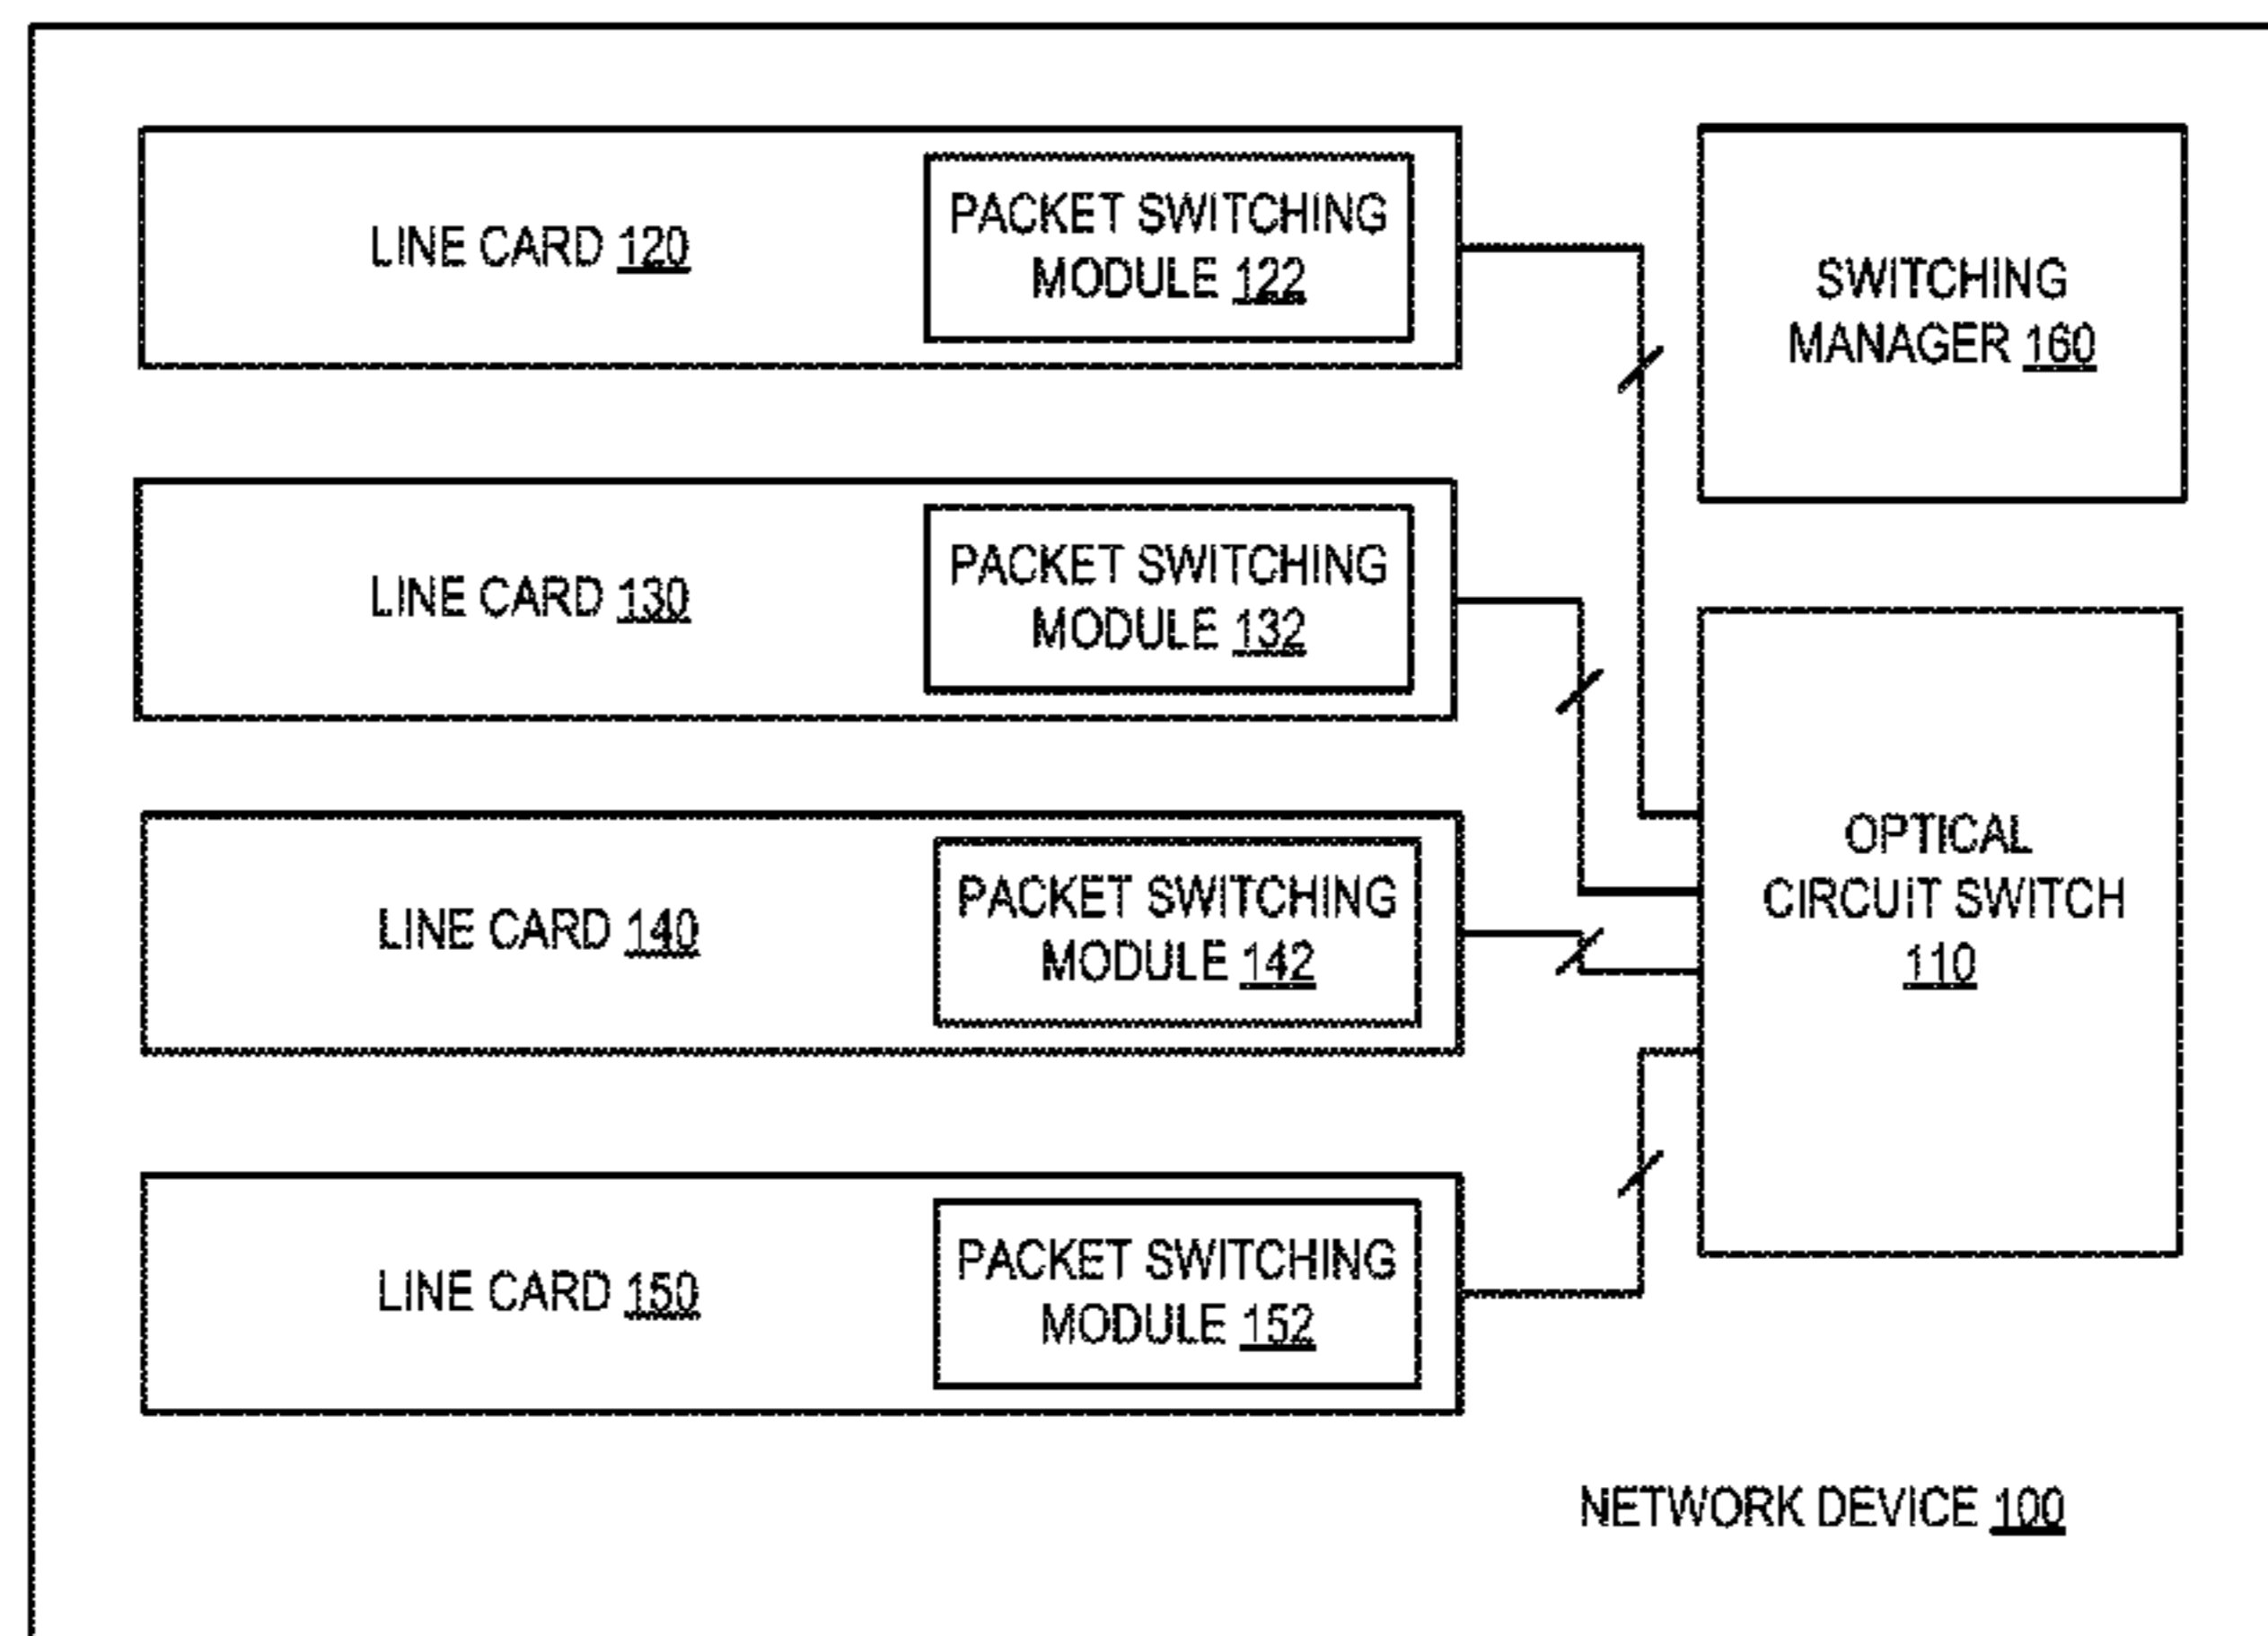 LINE CARD 120
PACKET SWITCHING
MODULE 122
SWITCHING
MANAGER 160
LINE CARD 130
PACKET SWITCHING
MODULE 132
LINE CARD 140
PACKET SWITCHING
MODULE 142
OPTICAL
CIRCUIT SWITCH
110
LINE CARD 150
PACKET SWITCHING
MODULE 152
NETWORK DEVICE 100